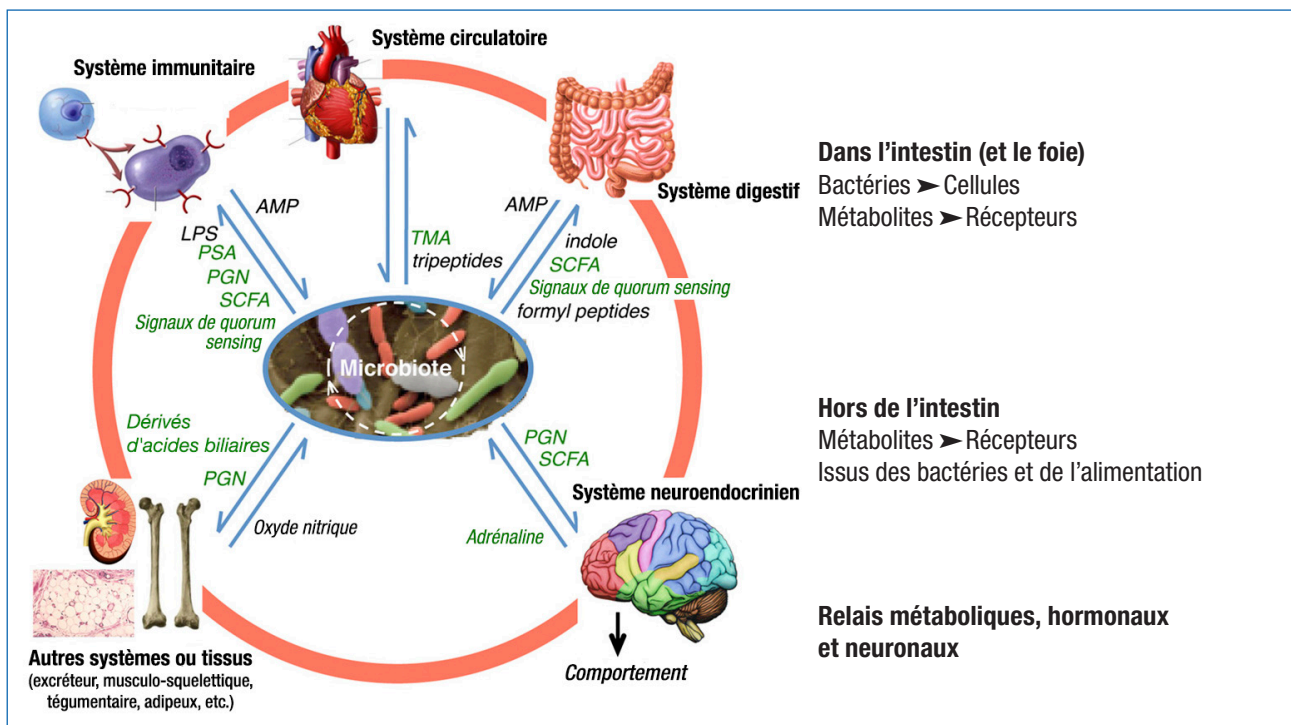 Système circulatoire
Système immunitaire
Système digestif
AMP
LPS
PSA
PGN
SCFA
Signaux de quorum
sensing
TMA
tripeptides
AMP
indole
SCFA
Signaux de quorum sensing
formyl peptides
Microbiote
Dérivés
d'acides biliaires
PGN
Oxyde nitrique
PGN
SCFA
Adrénaline
Système neuroendocrinien
Comportement
Autres systèmes ou tissus
(excréteur, musculo-squelettique,
tégumentaire, adipeux, etc.)
Dans l'intestin (et le foie)
Bactéries ➤ Cellules
Métabolites ➤ Récepteurs
Hors de l'intestin
Métabolites ➤ Récepteurs
Issus des bactéries et de l'alimentation
Relais métaboliques, hormonaux
et neuronaux